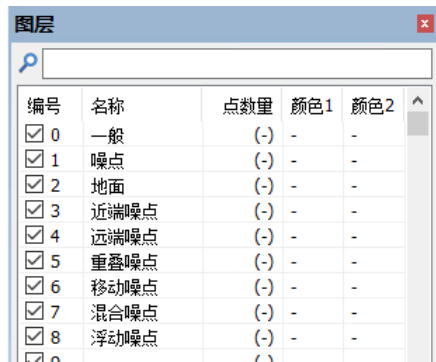 图层
编号 名称 点数量 颜色1 颜色2
0 一般 (-) - -
1 噪点 (-) - -
2 地面 (-) - -
3 近端噪点 (-) - -
4 远端噪点 (-) - -
5 重叠噪点 (-) - -
6 移动噪点 (-) - -
7 混合噪点 (-) - -
8 浮动噪点 (-) - -